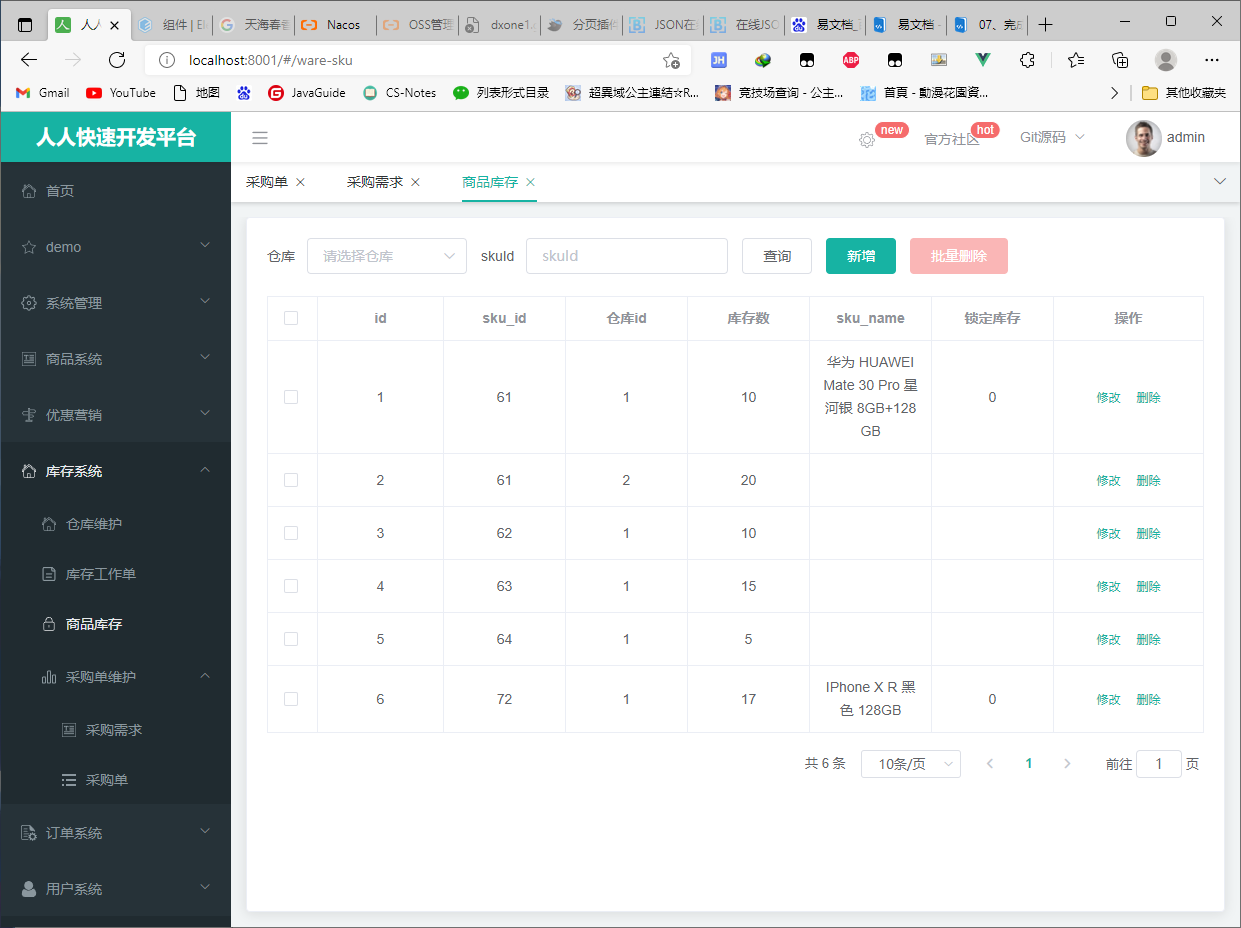 人人
组件 | El
天海春香
Nacos
OSS管理
dxone1.
分页插件
JSON在
在线JSO
易文档_
易文档 -
07、完成
localhost:8001/#/ware-sku
JH
ABP
Gmail
YouTube
地图
JavaGuide
CS-Notes
列表形式目录
超異域公主連結☆R...
竞技场查询 - 公主...
首頁 - 動漫花園資...
其他收藏夹
人人快速开发平台
new
官方社区
hot
Git源码
admin
首页
demo
系统管理
商品系统
优惠营销
库存系统
仓库维护
库存工作单
商品库存
采购单维护
采购需求
采购单
订单系统
用户系统
采购单
采购需求
商品库存
仓库
请选择仓库
skuId
skuId
查询
新增
批量删除
id sku_id 仓库id 库存数 sku_name 锁定库存 操作
1 61 1 10 华为 HUAWEI Mate 30 Pro 星河银 8GB+128GB 0 修改 删除
2 61 2 20 修改 删除
3 62 1 10 修改 删除
4 63 1 15 修改 删除
5 64 1 5 修改 删除
6 72 1 17 IPhone X R 黑色 128GB 0 修改 删除
共 6 条
10条/页
1
前往 1 页